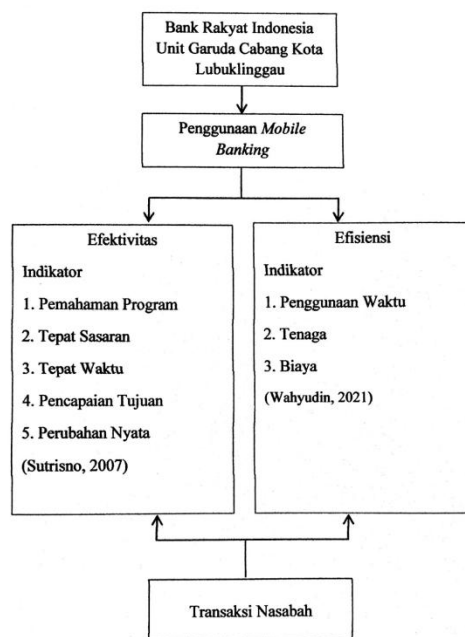 Bank Rakyat Indonesia
Unit Garuda Cabang Kota
Lubuklinggau
Penggunaan Mobile
Banking
Efektivitas
Indikator
1. Pemahaman Program
2. Tepat Sasaran
3. Tepat Waktu
4. Pencapaian Tujuan
5. Perubahan Nyata
(Sutrisno, 2007)
Efisiensi
Indikator
1. Penggunaan Waktu
2. Tenaga
3. Biaya
(Wahyudin, 2021)
Transaksi Nasabah